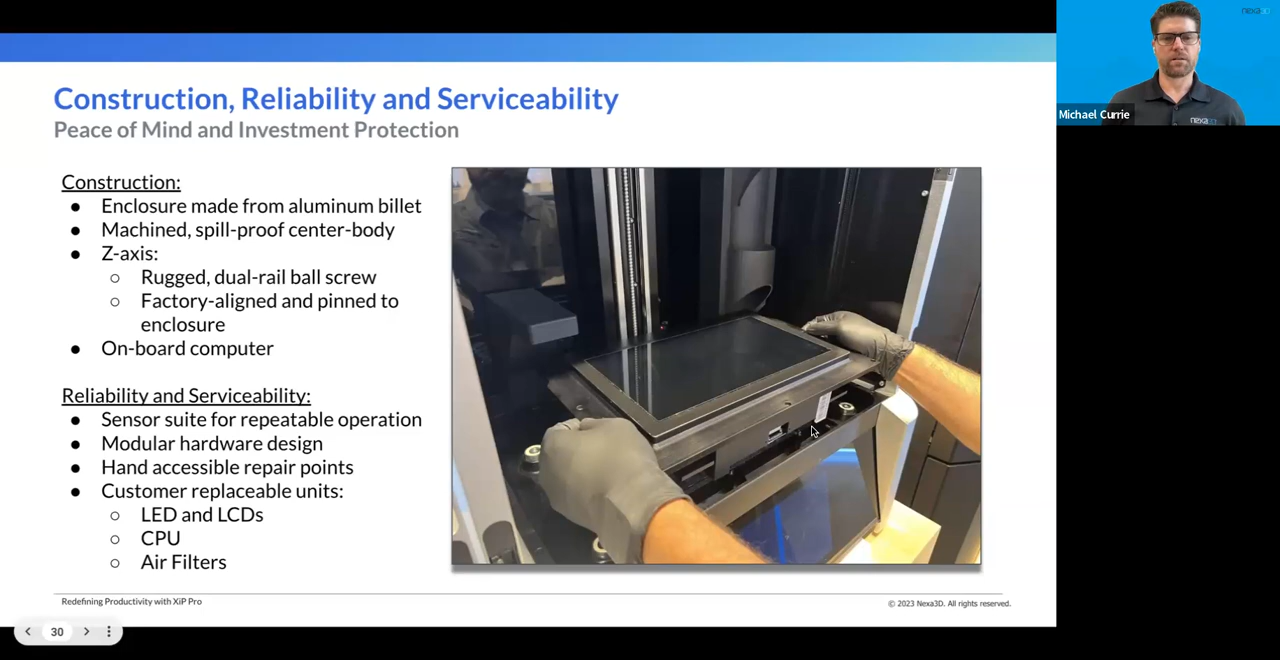 nexa3D
Construction, Reliability and Serviceability
Peace of Mind and Investment Protection
Michael Currie
nexa3D
Construction:
● Enclosure made from aluminum billet
● Machined, spill-proof center-body
● Z-axis:
○ Rugged, dual-rail ball screw
○ Factory-aligned and pinned to
enclosure
● On-board computer
Reliability and Serviceability:
● Sensor suite for repeatable operation
● Modular hardware design
● Hand accessible repair points
● Customer replaceable units:
○ LED and LCDs
○ CPU
○ Air Filters
Redefining Productivity with XiP Pro
© 2023 Nexa3D. All rights reserved.
30